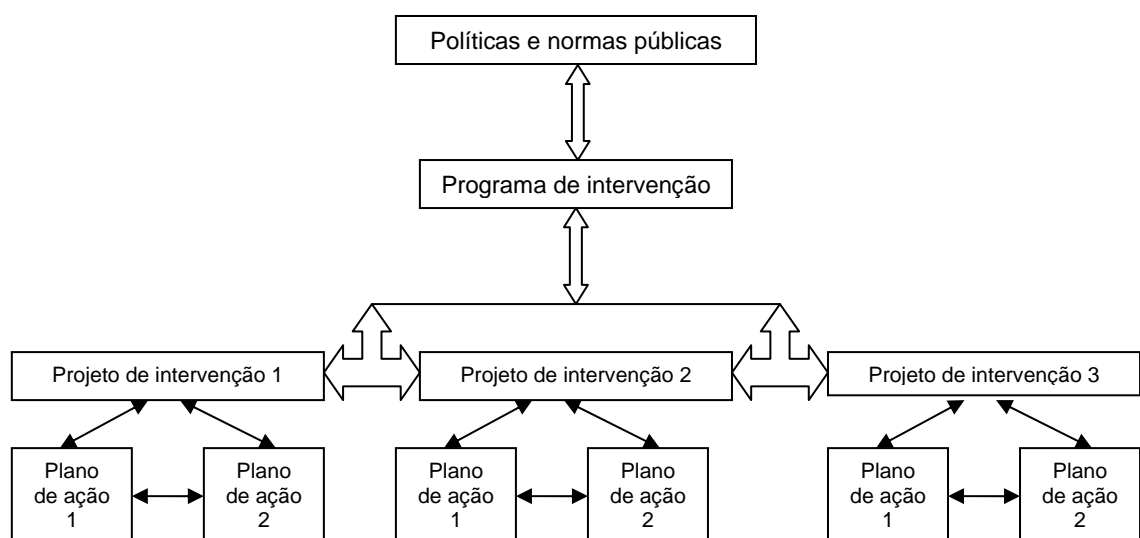 Políticas e normas públicas
Programa de intervenção
Projeto de intervenção 1
Projeto de intervenção 2
Projeto de intervenção 3
Plano
de ação
1
Plano
de ação
2
Plano
de ação
1
Plano
de ação
2
Plano
de ação
1
Plano
de ação
2